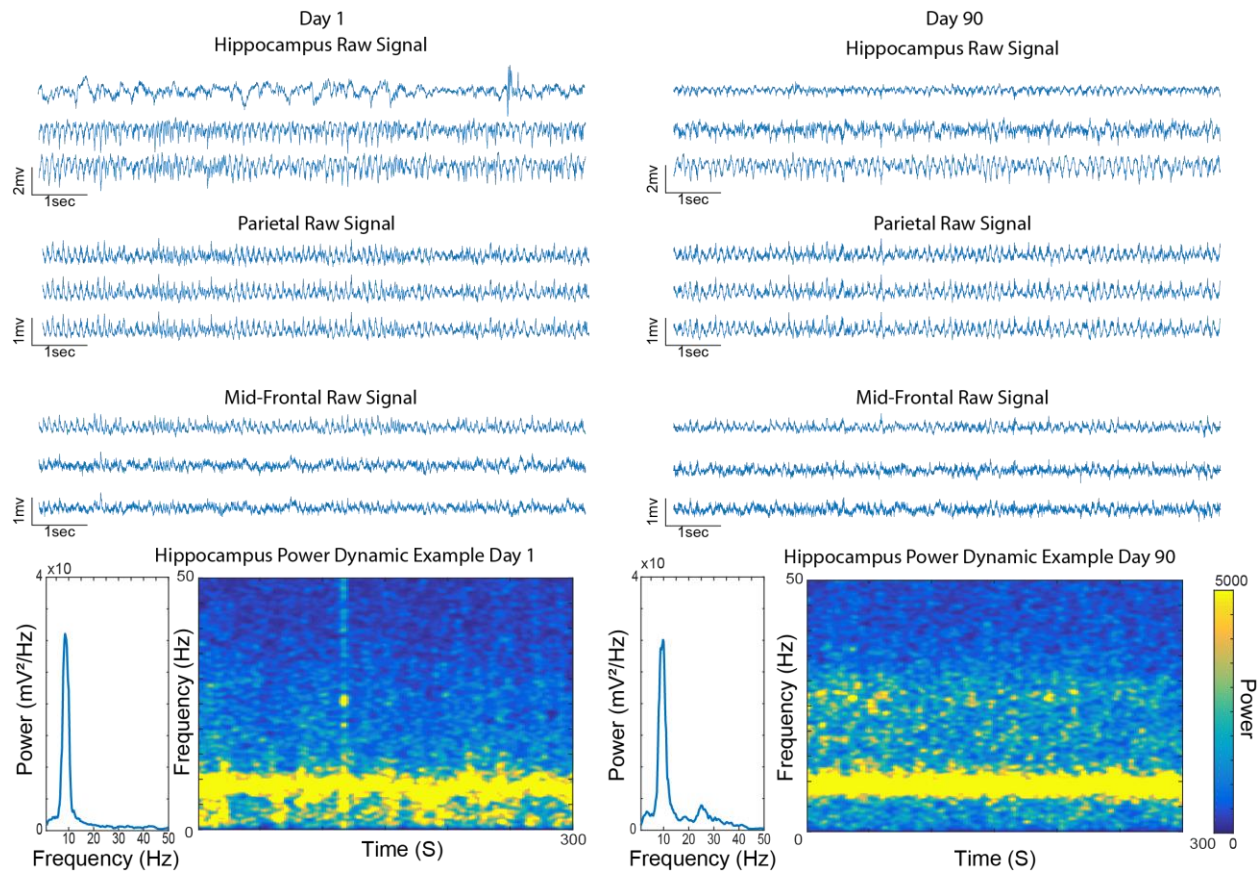 Day 1
Hippocampus Raw Signal
2mv
1sec
Parietal Raw Signal
1mv
1sec
Mid-Frontal Raw Signal
1mv
1sec
Day 90
Hippocampus Raw Signal
2mv
1sec
Parietal Raw Signal
1mv
1sec
Mid-Frontal Raw Signal
1mv
1sec
Hippocampus Power Dynamic Example Day 1
4 x10
Power (mV²/Hz)
0
10 20 30 40 50
Frequency (Hz)
50
Frequency (Hz)
0
300
Time (S)
Hippocampus Power Dynamic Example Day 90
4 x10
Power (mV²/Hz)
0
10 20 30 40 50
Frequency (Hz)
50
Frequency (Hz)
0
300
Time (S)
5000
Power
0